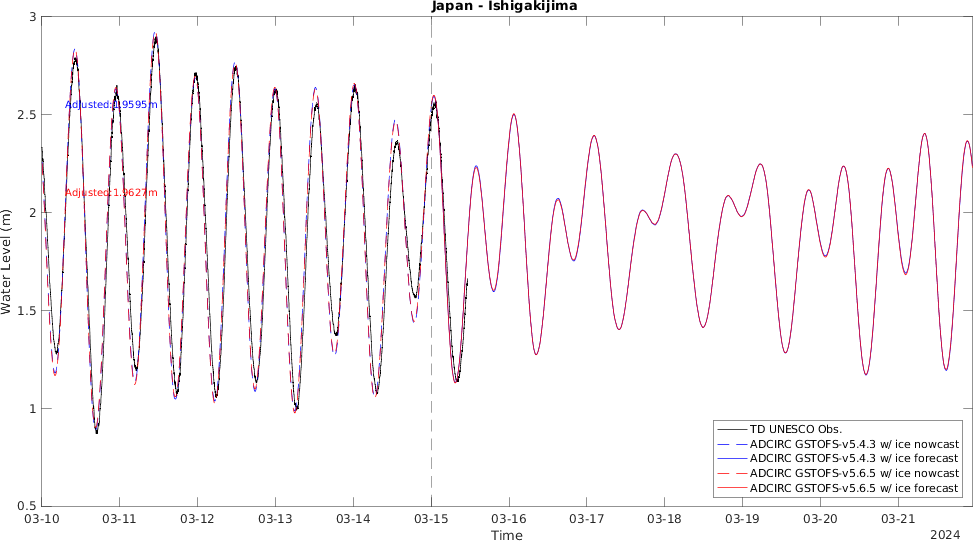 Japan - Ishigakijima
3
2.5
2
1.5
1
0.5
Water Level (m)
Adjusted:1.9595m
Adjusted:1.9627m
TD UNESCO Obs.
ADCIRC GSTOFS-v5.4.3 w/ ice nowcast
ADCIRC GSTOFS-v5.4.3 w/ ice forecast
ADCIRC GSTOFS-v5.6.5 w/ ice nowcast
ADCIRC GSTOFS-v5.6.5 w/ ice forecast
03-10 03-11 03-12 03-13 03-14 03-15 03-16 03-17 03-18 03-19 03-20 03-21
Time
2024